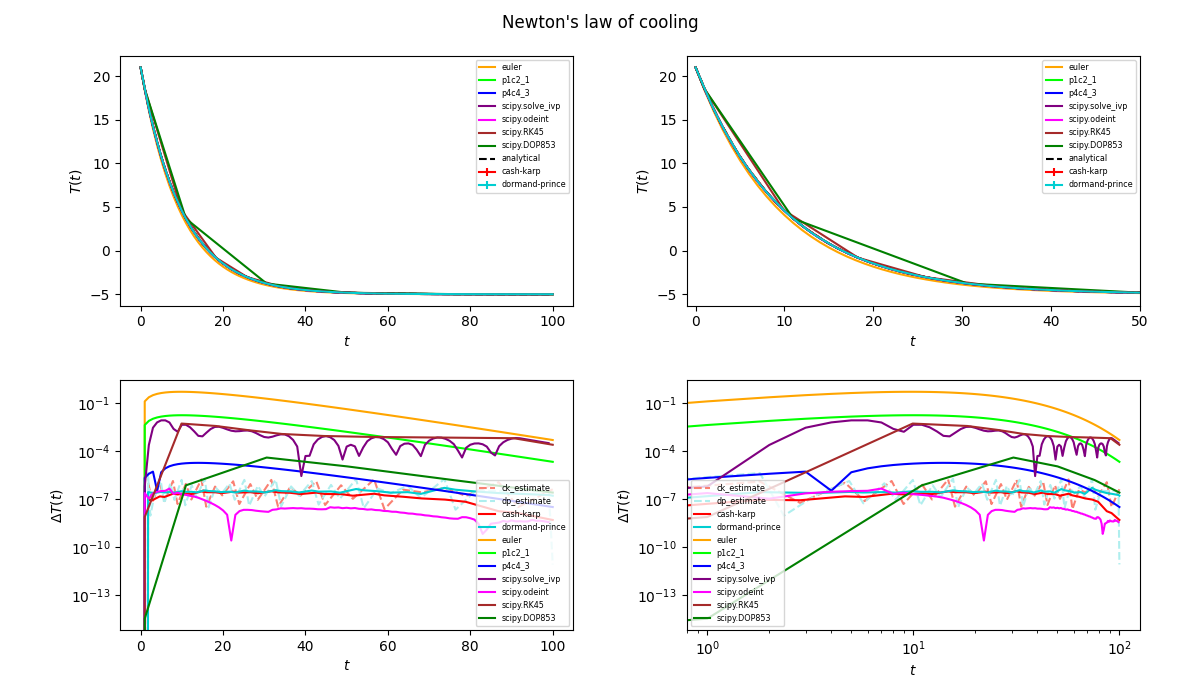 Newton's law of cooling
T(t)
20
15
10
5
0
−5
0
20
40
60
80
100
t
euler
p1c2_1
p4c4_3
scipy.solve_ivp
scipy.odeint
scipy.RK45
scipy.DOP853
analytical
cash-karp
dormand-prince
T(t)
20
15
10
5
0
−5
0
10
20
30
40
50
t
euler
p1c2_1
p4c4_3
scipy.solve_ivp
scipy.odeint
scipy.RK45
scipy.DOP853
analytical
cash-karp
dormand-prince
ΔT(t)
10⁻¹
10⁻⁴
10⁻⁷
10⁻¹⁰
10⁻¹³
0
20
40
60
80
100
t
ck_estimate
dp_estimate
cash-karp
dormand-prince
euler
p1c2_1
p4c4_3
scipy.solve_ivp
scipy.odeint
scipy.RK45
scipy.DOP853
ΔT(t)
10⁻¹
10⁻⁴
10⁻⁷
10⁻¹⁰
10⁻¹³
10⁰
10¹
10²
t
ck_estimate
dp_estimate
cash-karp
dormand-prince
euler
p1c2_1
p4c4_3
scipy.solve_ivp
scipy.odeint
scipy.RK45
scipy.DOP853